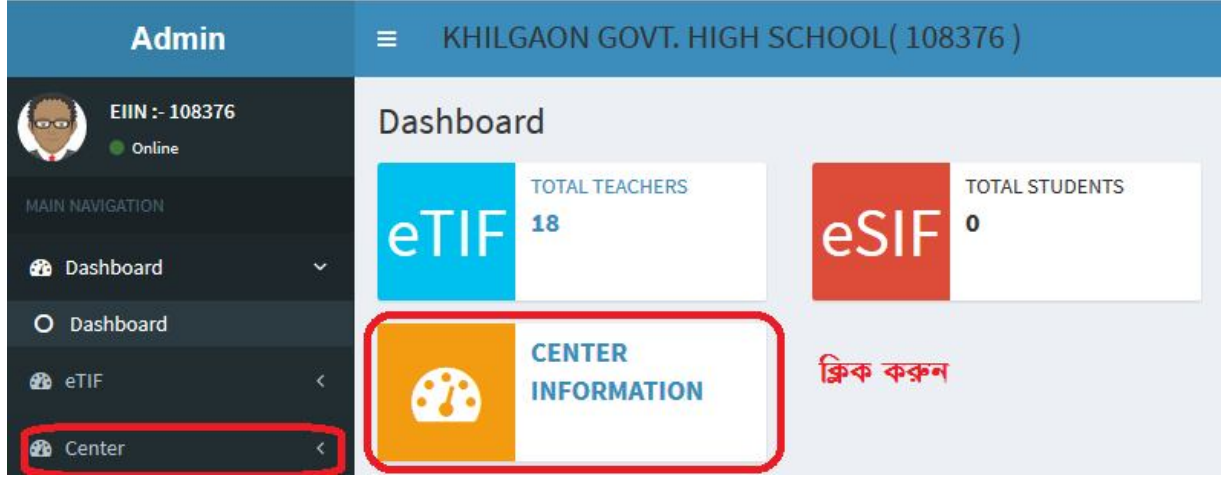 Admin
KHILGAON GOVT. HIGH SCHOOL( 108376 )
EIIN :- 108376
Online
MAIN NAVIGATION
Dashboard
Dashboard
eTIF
Center
Dashboard
eTIF
TOTAL TEACHERS
18
eSIF
TOTAL STUDENTS
0
CENTER
INFORMATION
ক্লিক করুন